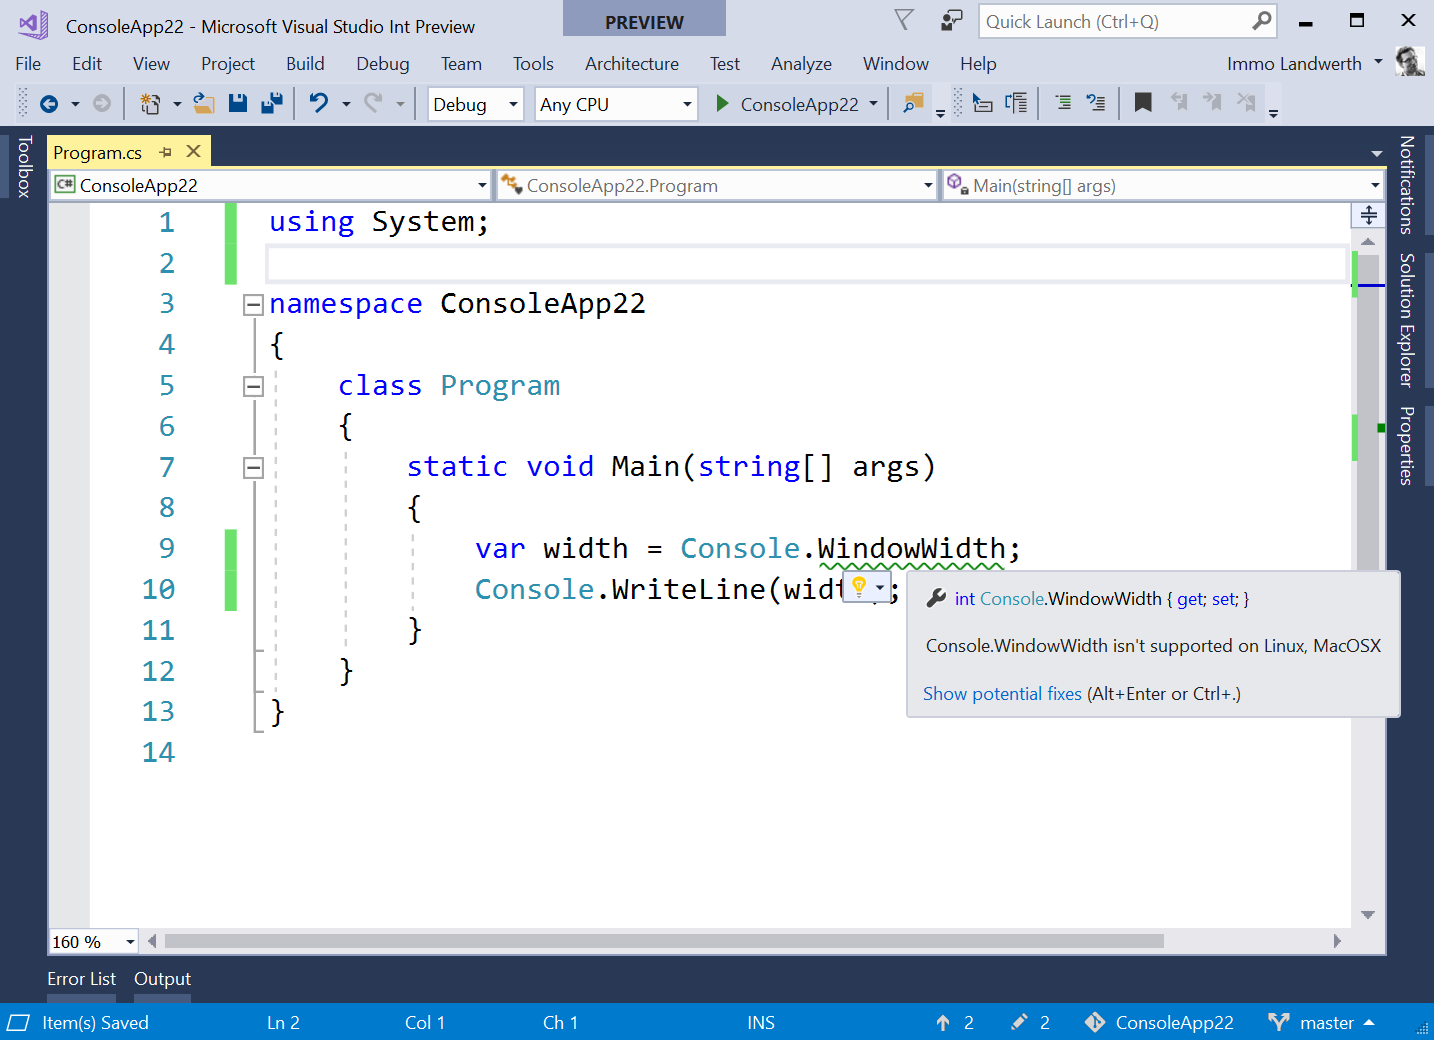 ConsoleApp22 - Microsoft Visual Studio Int Preview
PREVIEW
Quick Launch (Ctrl+Q)
File Edit View Project Build Debug Team Tools Architecture Test Analyze Window Help Immo Landwerth
Debug Any CPU ConsoleApp22
Toolbox
Program.cs
C# ConsoleApp22 ConsoleApp22.Program Main(string[] args)
1 using System;
2
3 namespace ConsoleApp22
4 {
5 class Program
6 {
7 static void Main(string[] args)
8 {
9 var width = Console.WindowWidth;
10 Console.WriteLine(widt ;
11 }
12 }
13 }
14
int Console.WindowWidth { get; set; }
Console.WindowWidth isn't supported on Linux, MacOSX
Show potential fixes (Alt+Enter or Ctrl+.)
Notifications
Solution Explorer
Properties
160 %
Error List Output
Item(s) Saved Ln 2 Col 1 Ch 1 INS 2 2 ConsoleApp22 master